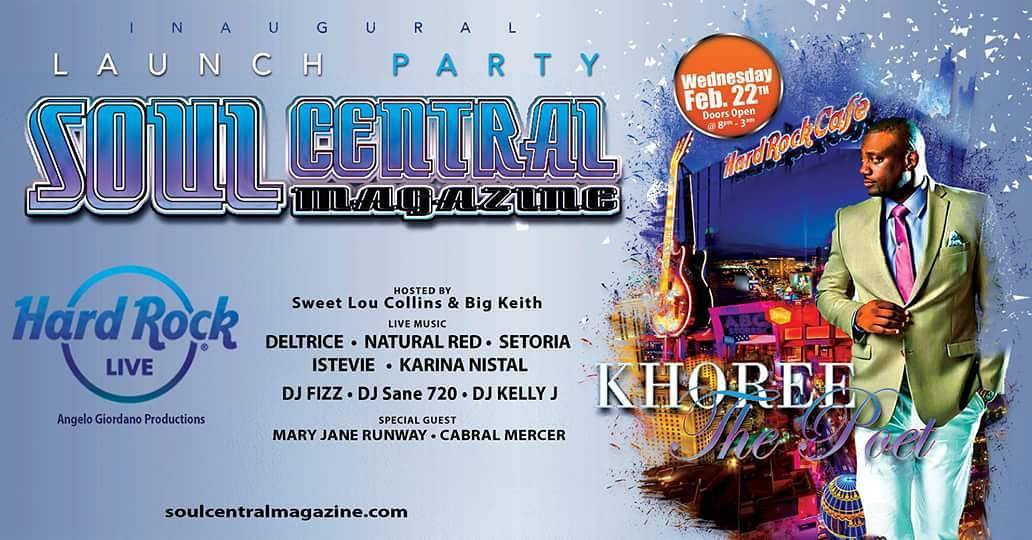 INAUGURAL
LAUNCH PARTY
SOUL CENTRAL
MAGAZINE
Wednesday
Feb. 22TH
Doors Open
@ 8PM - 3AM
Hard Rock Cafe
Hard Rock®
LIVE
Angelo Giordano Productions
HOSTED BY
Sweet Lou Collins & Big Keith
LIVE MUSIC
DELTRICE • NATURAL RED • SETORIA
ISTEVIE • KARINA NISTAL
DJ FIZZ • DJ Sane 720 • DJ KELLY J
SPECIAL GUEST
MARY JANE RUNWAY • CABRAL MERCER
soulcentralmagazine.com
ABC
STORES
KHOREE
The Poet